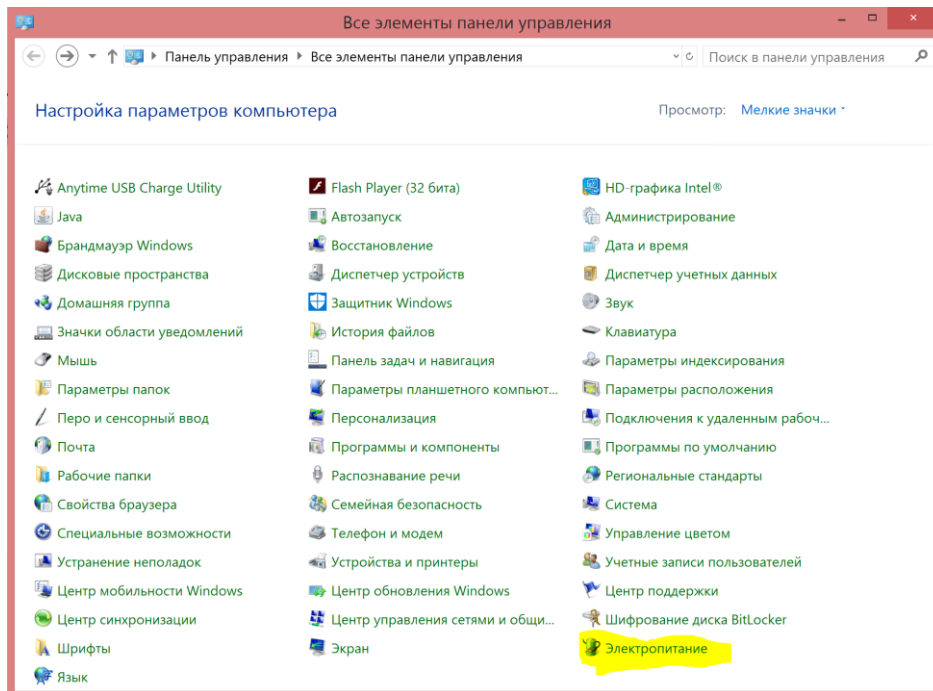 Все элементы панели управления
Панель управления Все элементы панели управления
Поиск в панели управления
Настройка параметров компьютера
Просмотр: Мелкие значки
Anytime USB Charge Utility
Flash Player (32 бита)
HD-графика Intel®
Java
Автозапуск
Администрирование
Брандмауэр Windows
Восстановление
Дата и время
Дисковые пространства
Диспетчер устройств
Диспетчер учетных данных
Домашняя группа
Защитник Windows
Звук
Значки области уведомлений
История файлов
Клавиатура
Мышь
Панель задач и навигация
Параметры индексирования
Параметры папок
Параметры планшетного компьют...
Параметры расположения
Перо и сенсорный ввод
Персонализация
Подключения к удаленным рабоч...
Почта
Программы и компоненты
Программы по умолчанию
Рабочие папки
Распознавание речи
Региональные стандарты
Свойства браузера
Семейная безопасность
Система
Специальные возможности
Телефон и модем
Управление цветом
Устранение неполадок
Устройства и принтеры
Учетные записи пользователей
Центр мобильности Windows
Центр обновления Windows
Центр поддержки
Центр синхронизации
Центр управления сетями и общи...
Шифрование диска BitLocker
Шрифты
Экран
Электропитание
Язык